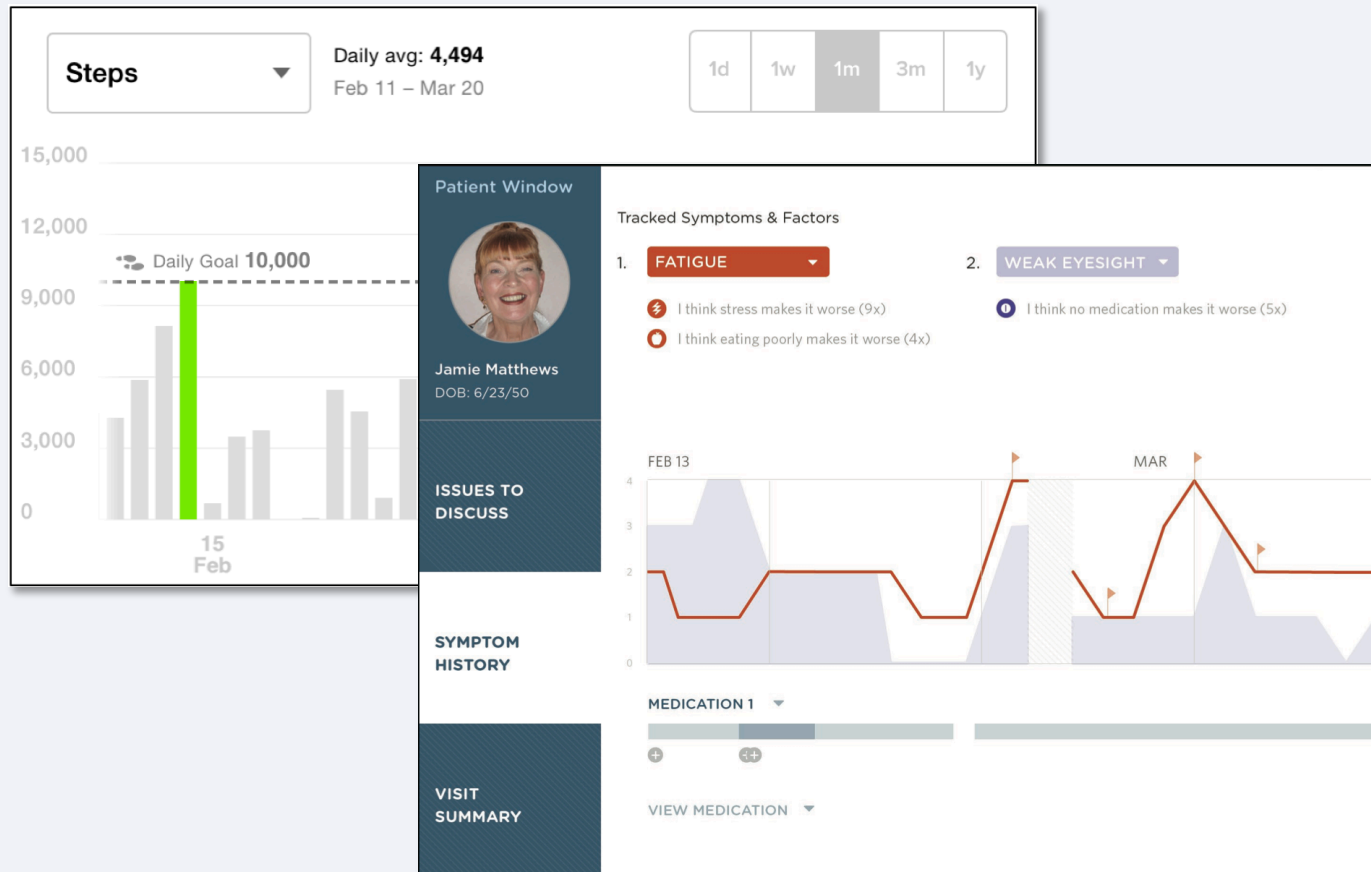 Steps
Daily avg: 4,494
Feb 11 – Mar 20
1d 1w 1m 3m 1y
15,000
12,000
Daily Goal 10,000
9,000
6,000
3,000
0
15
Feb
Patient Window
Jamie Matthews
DOB: 6/23/50
ISSUES TO
DISCUSS
SYMPTOM
HISTORY
VISIT
SUMMARY
Tracked Symptoms & Factors
1. FATIGUE
I think stress makes it worse (9x)
I think eating poorly makes it worse (4x)
2. WEAK EYESIGHT
I think no medication makes it worse (5x)
FEB 13 MAR
4
3
2
1
0
MEDICATION 1
VIEW MEDICATION